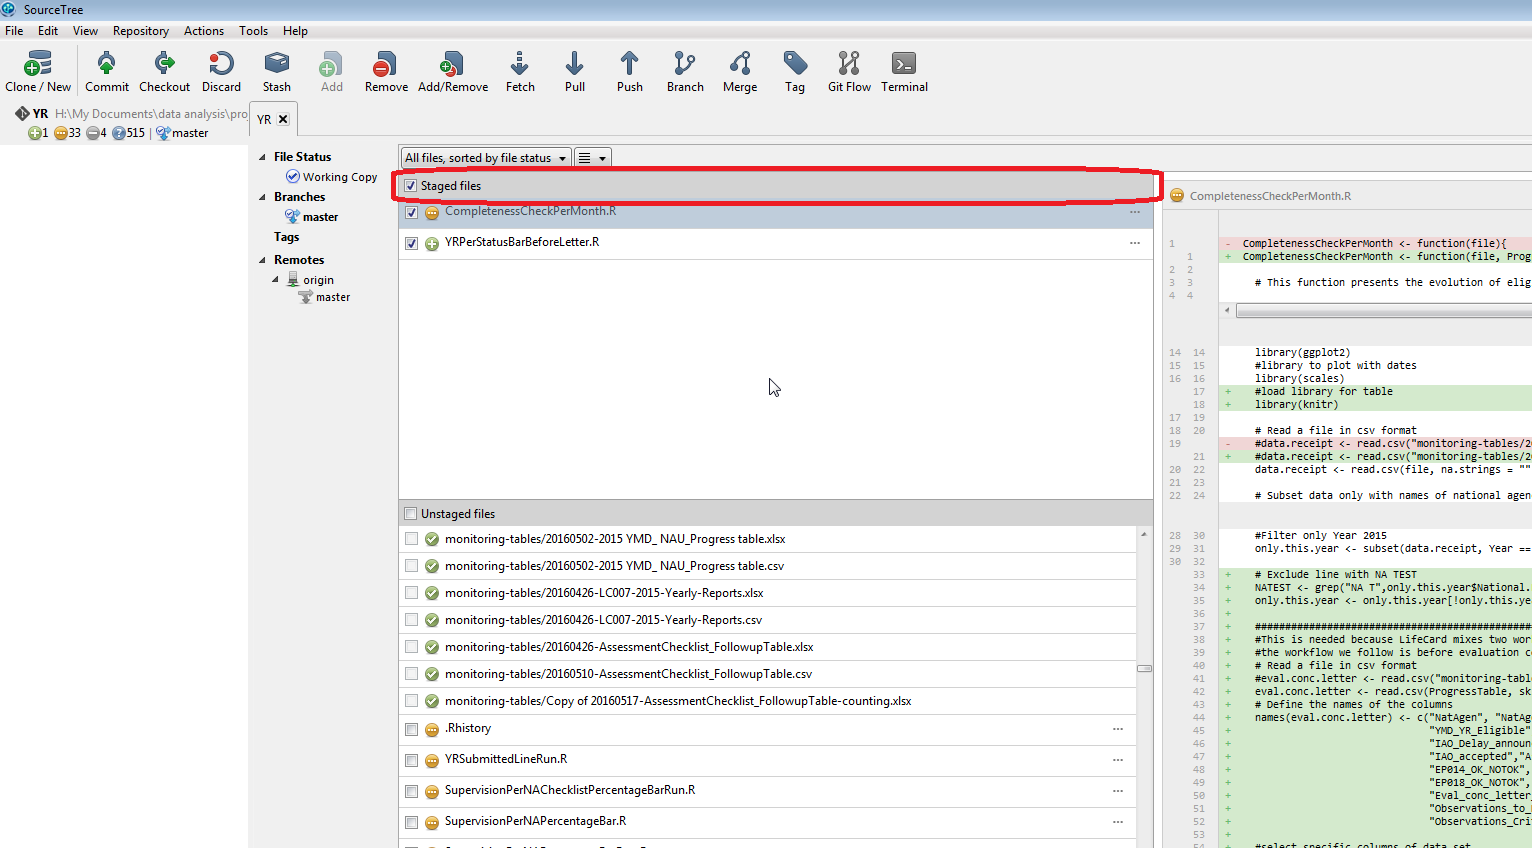 SourceTree
File Edit View Repository Actions Tools Help
Clone / New Commit Checkout Discard Stash Add Remove Add/Remove Fetch Pull Push Branch Merge Tag Git Flow Terminal
YR H:\My Documents\data analysis\proj
1 33 4 515 | master
YR
File Status
Working Copy
Branches
master
Tags
Remotes
origin
master
All files, sorted by file status
Staged files
CompletenessCheckPerMonth.R
YRPerStatusBarBeforeLetter.R
Unstaged files
monitoring-tables/20160502-2015 YMD_ NAU_Progress table.xlsx
monitoring-tables/20160502-2015 YMD_ NAU_Progress table.csv
monitoring-tables/20160426-LC007-2015-Yearly-Reports.xlsx
monitoring-tables/20160426-LC007-2015-Yearly-Reports.csv
monitoring-tables/20160426-AssessmentChecklist_FollowupTable.xlsx
monitoring-tables/20160510-AssessmentChecklist_FollowupTable.csv
monitoring-tables/Copy of 20160517-AssessmentChecklist_FollowupTable-counting.xlsx
.Rhistory
YRSubmittedLineRun.R
SupervisionPerNAChecklistPercentageBarRun.R
SupervisionPerNAPercentageBar.R
CompletenessCheckPerMonth.R
1 - CompletenessCheckPerMonth <- function(file){
1 + CompletenessCheckPerMonth <- function(file, Prog
2 2
3 3 # This function presents the evolution of elig
4 4
14 14 library(ggplot2)
15 15 #library to plot with dates
16 16 library(scales)
17 + #load library for table
18 + library(knitr)
17 19
18 20 # Read a file in csv format
19 - #data.receipt <- read.csv("monitoring-tables/2
21 + #data.receipt <- read.csv("monitoring-tables/2
20 22 data.receipt <- read.csv(file, na.strings = ""
21 23
22 24 # Subset data only with names of national agen
28 30 #Filter only Year 2015
29 31 only.this.year <- subset(data.receipt, Year ==
30 32
33 + # Exclude line with NA TEST
34 + NATEST <- grep("NA T",only.this.year$National.
35 + only.this.year <- only.this.year[!only.this.ye
36 +
37 + ##############################################
38 + #This is needed because LifeCard mixes two wor
39 + #the workflow we follow is before evaluation c
40 + # Read a file in csv format
41 + #eval.conc.letter <- read.csv("monitoring-tabl
42 + eval.conc.letter <- read.csv(ProgressTable, sk
43 + # Define the names of the columns
44 + names(eval.conc.letter) <- c("NatAgen", "NatAg
45 + "YMD_YR_Eligible"
46 + "IAO_Delay_announ
47 + "IAO_accepted","A
48 + "EP014_OK_NOTOK",
49 + "EP018_OK_NOTOK",
50 + "Eval_conc_letter
51 + "Observations_to_
52 + "Observations_Cri
53 +
54 #select specific columns of data set